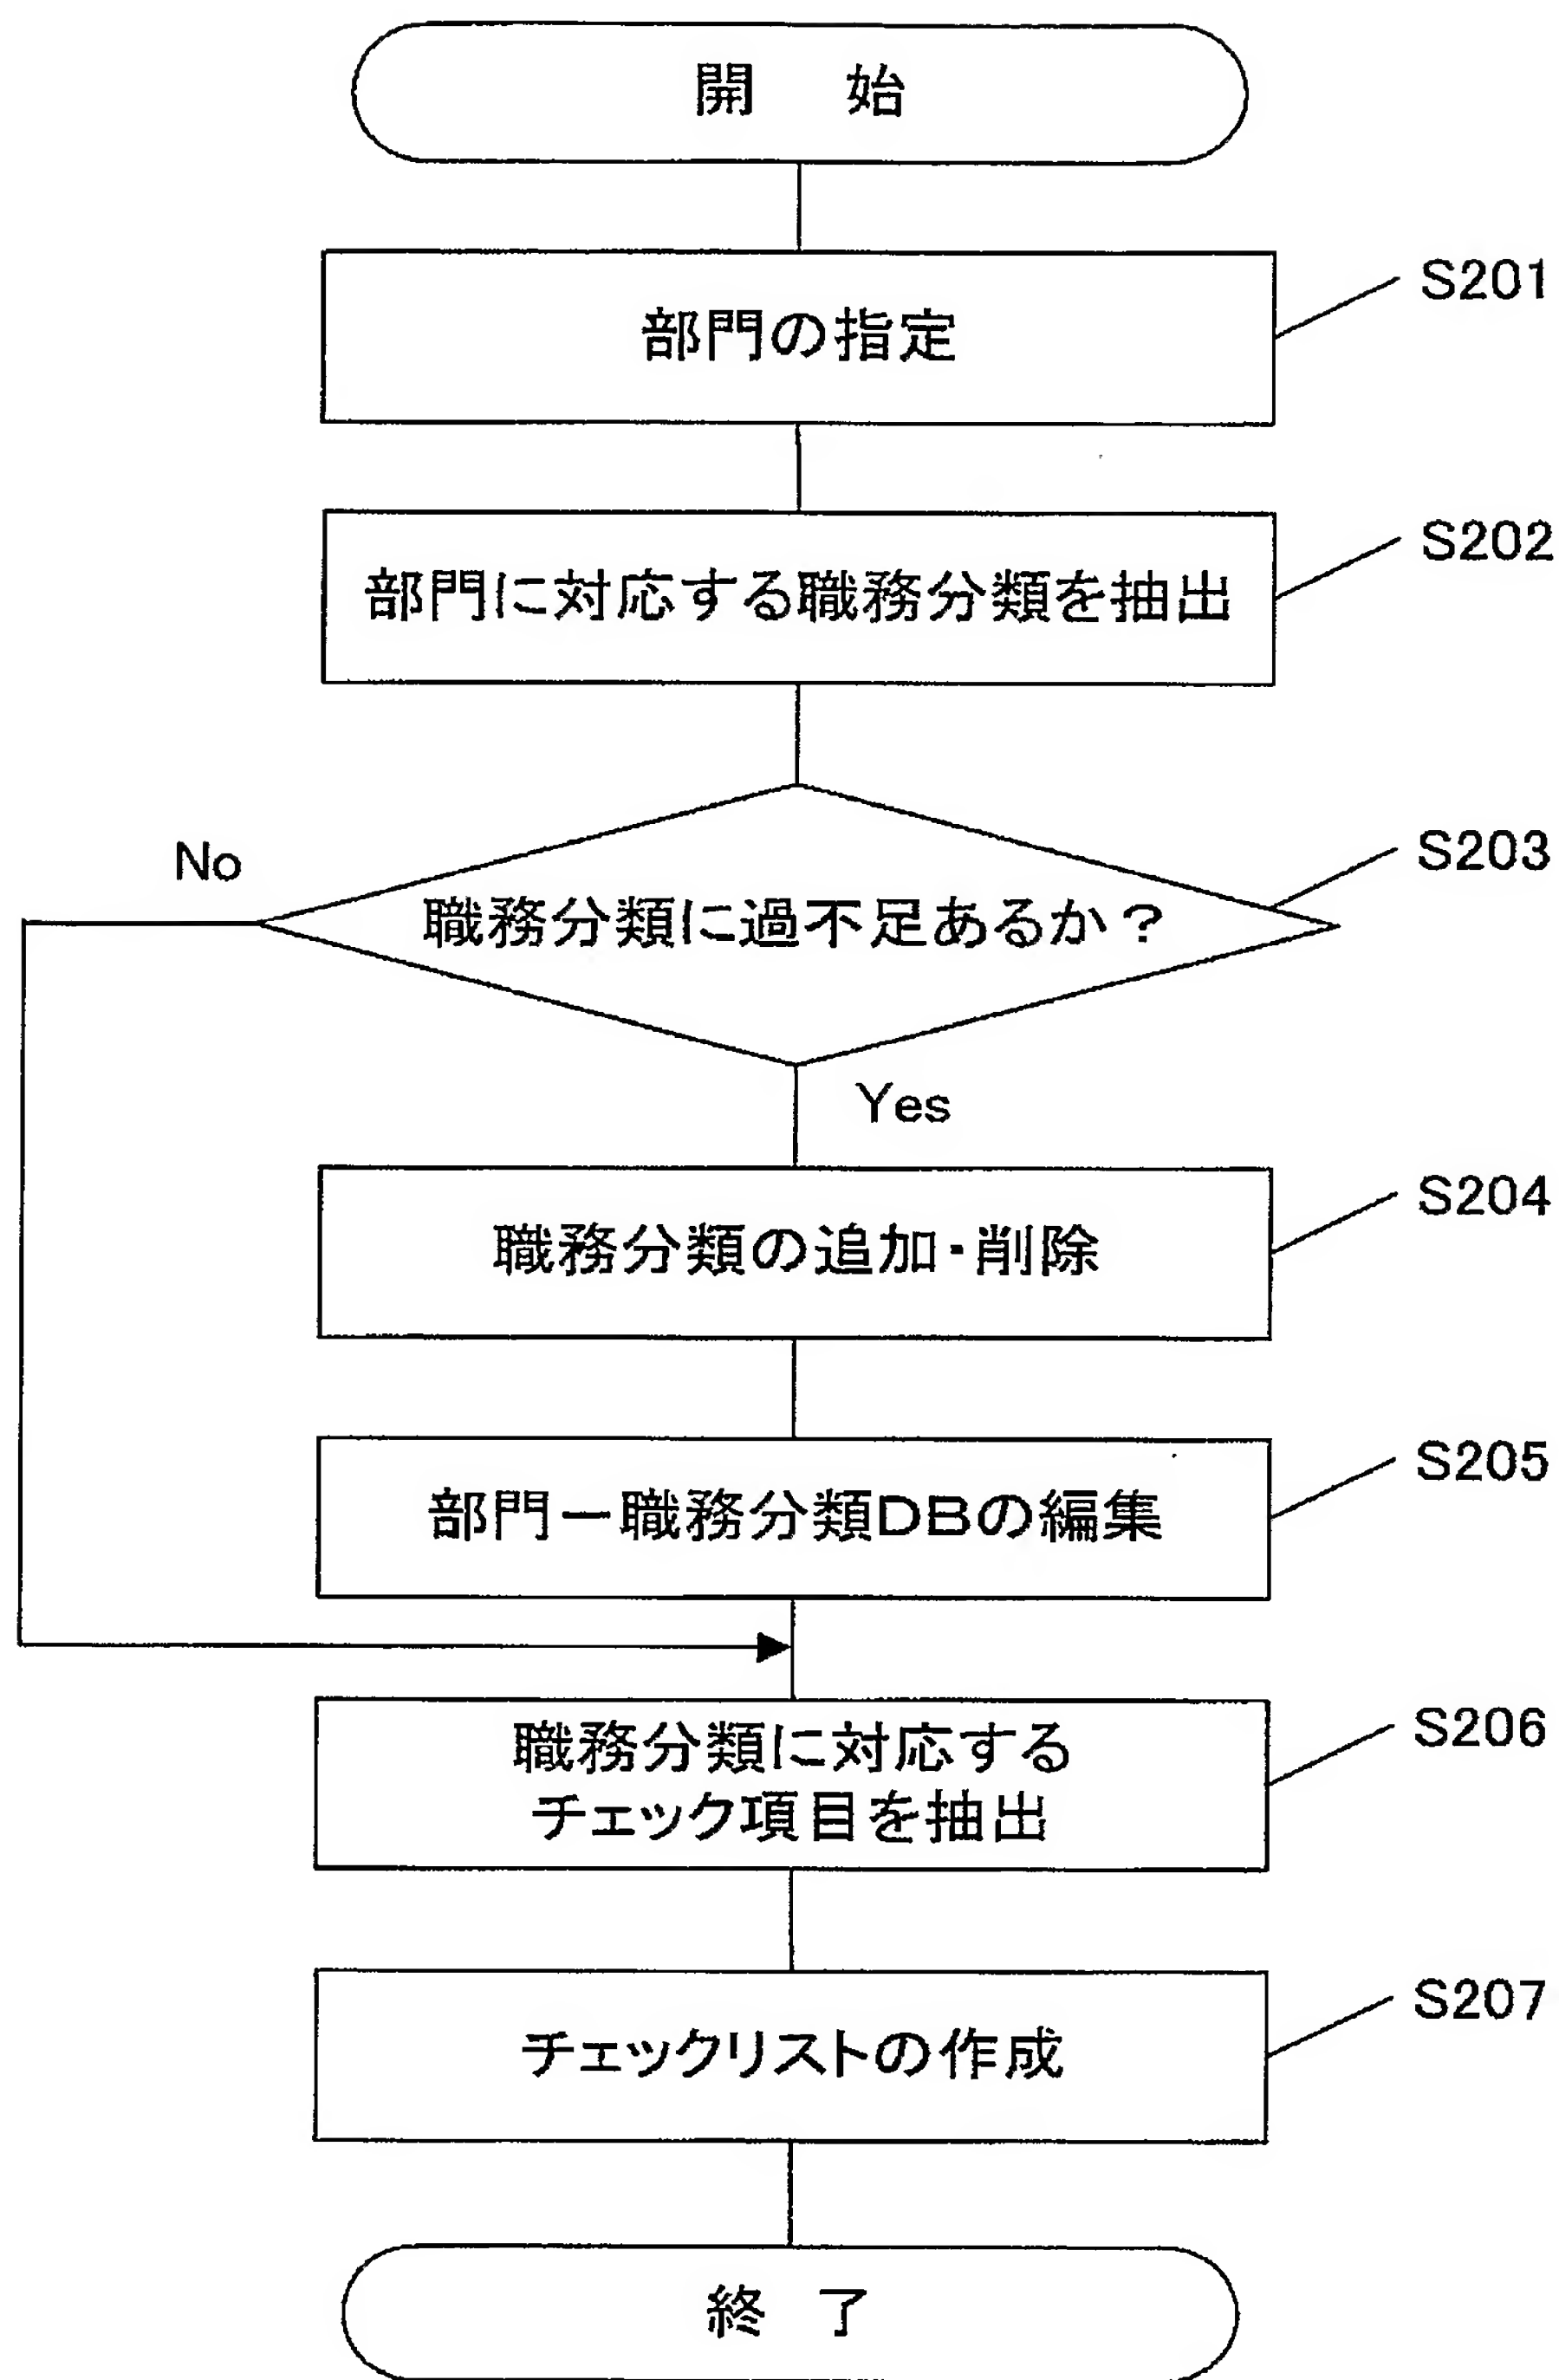 開 始
部門の指定
S201
部門に対応する職務分類を抽出
S202
No
職務分類に過不足あるか？
S203
Yes
職務分類の追加・削除
S204
部門－職務分類DBの編集
S205
職務分類に対応する
チェック項目を抽出
S206
チェックリストの作成
S207
終 了